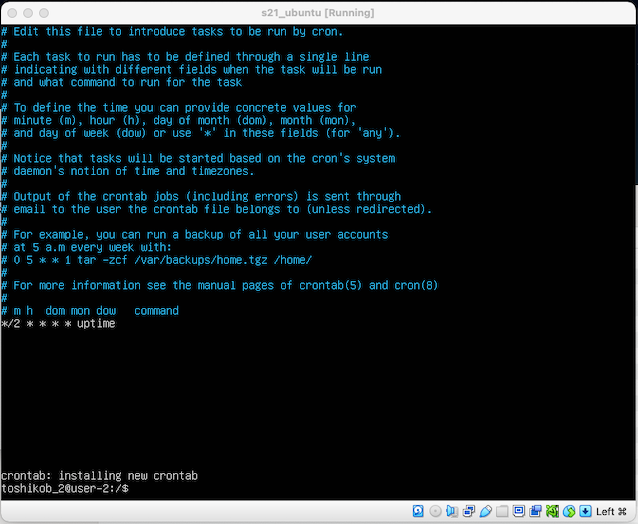 s21_ubuntu [Running]
# Edit this file to introduce tasks to be run by cron.
#
# Each task to run has to be defined through a single line
# indicating with different fields when the task will be run
# and what command to run for the task
#
# To define the time you can provide concrete values for
# minute (m), hour (h), day of month (dom), month (mon),
# and day of week (dow) or use '*' in these fields (for 'any').
#
# Notice that tasks will be started based on the cron's system
# daemon's notion of time and timezones.
#
# Output of the crontab jobs (including errors) is sent through
# email to the user the crontab file belongs to (unless redirected).
#
# For example, you can run a backup of all your user accounts
# at 5 a.m every week with:
# 0 5 * * 1 tar -zcf /var/backups/home.tgz /home/
#
# For more information see the manual pages of crontab(5) and cron(8)
#
# m h  dom mon dow   command
*/2 * * * * uptime
crontab: installing new crontab
toshikob_2@user-2:/$
Left ⌘